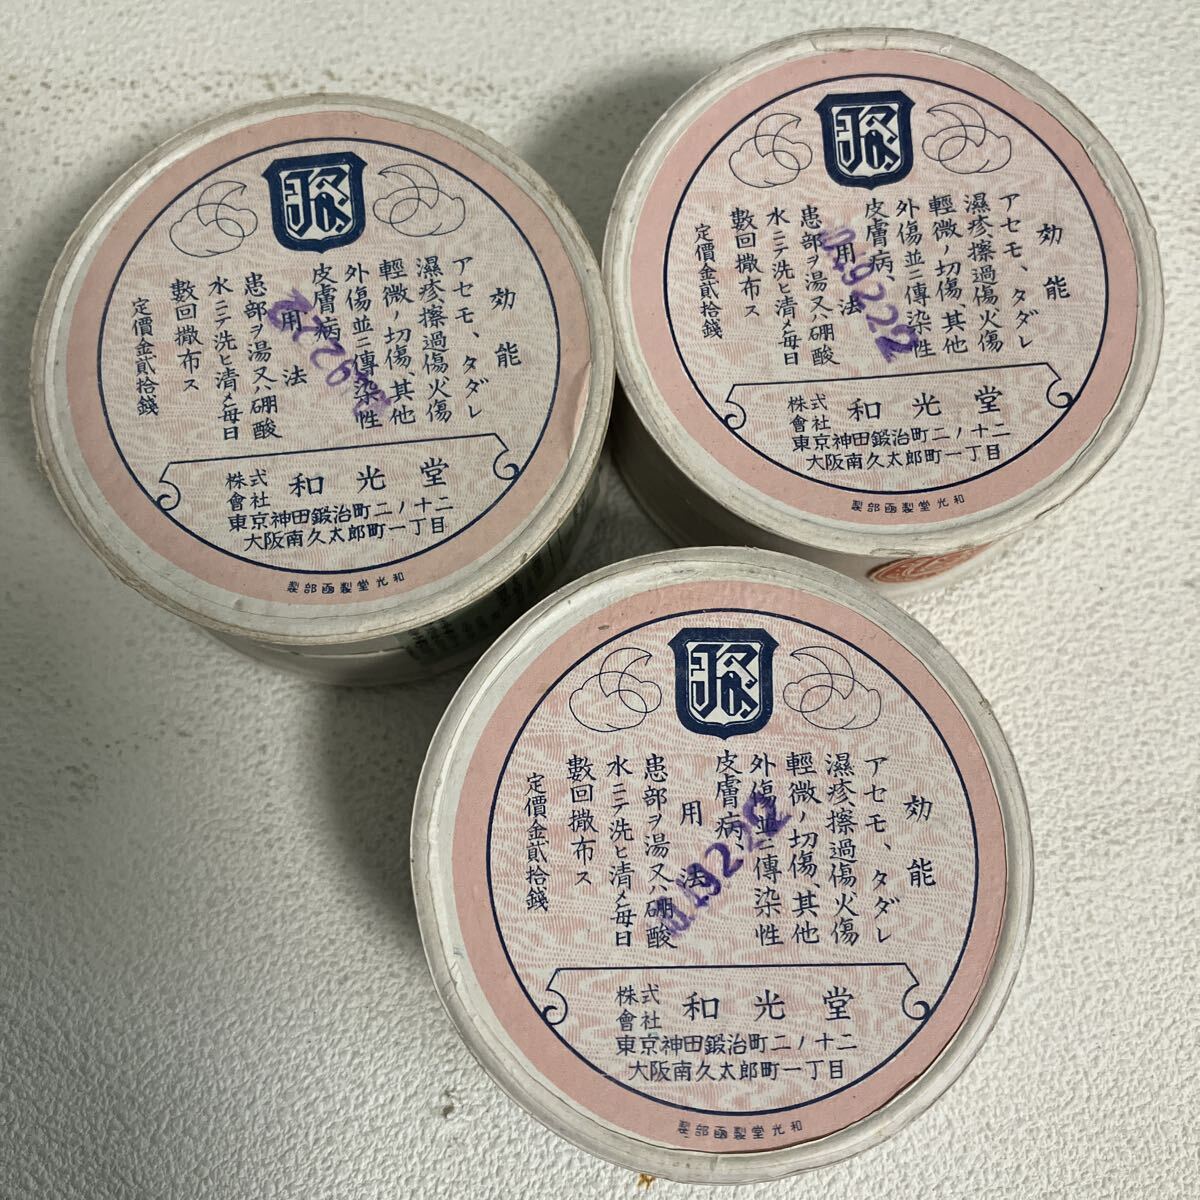 効能
アセモ、タダレ
濕疹擦過傷火傷
輕微ノ切傷、其他
外傷並ニ傳染性
皮膚病、
用法
患部ヲ湯又ハ硼酸
水ニテ洗ヒ清メ毎日
數回撒布ス
定價金貳拾錢
株式會社 和光堂
東京神田鍛治町二ノ十二
大阪南久太郎町一丁目
和光堂製凾部製
効能
アセモ、タダレ
濕疹擦過傷火傷
輕微ノ切傷、其他
外傷並ニ傳染性
皮膚病、
用法
患部ヲ湯又ハ硼酸
水ニテ洗ヒ清メ毎日
數回撒布ス
定價金貳拾錢
株式會社 和光堂
東京神田鍛治町二ノ十二
大阪南久太郎町一丁目
和光堂製凾部製
効能
アセモ、タダレ
濕疹擦過傷、火傷
輕微ノ切傷、其他
外傷並ニ傳染性
皮膚病、
用法
患部ヲ湯又ハ硼酸
水ニテ洗ヒ清メ毎日
數回撒布ス
定價金貳拾錢
株式會社 和光堂
東京神田鍛治町二ノ十二
大阪南久太郎町一丁目
和光堂製凾部製